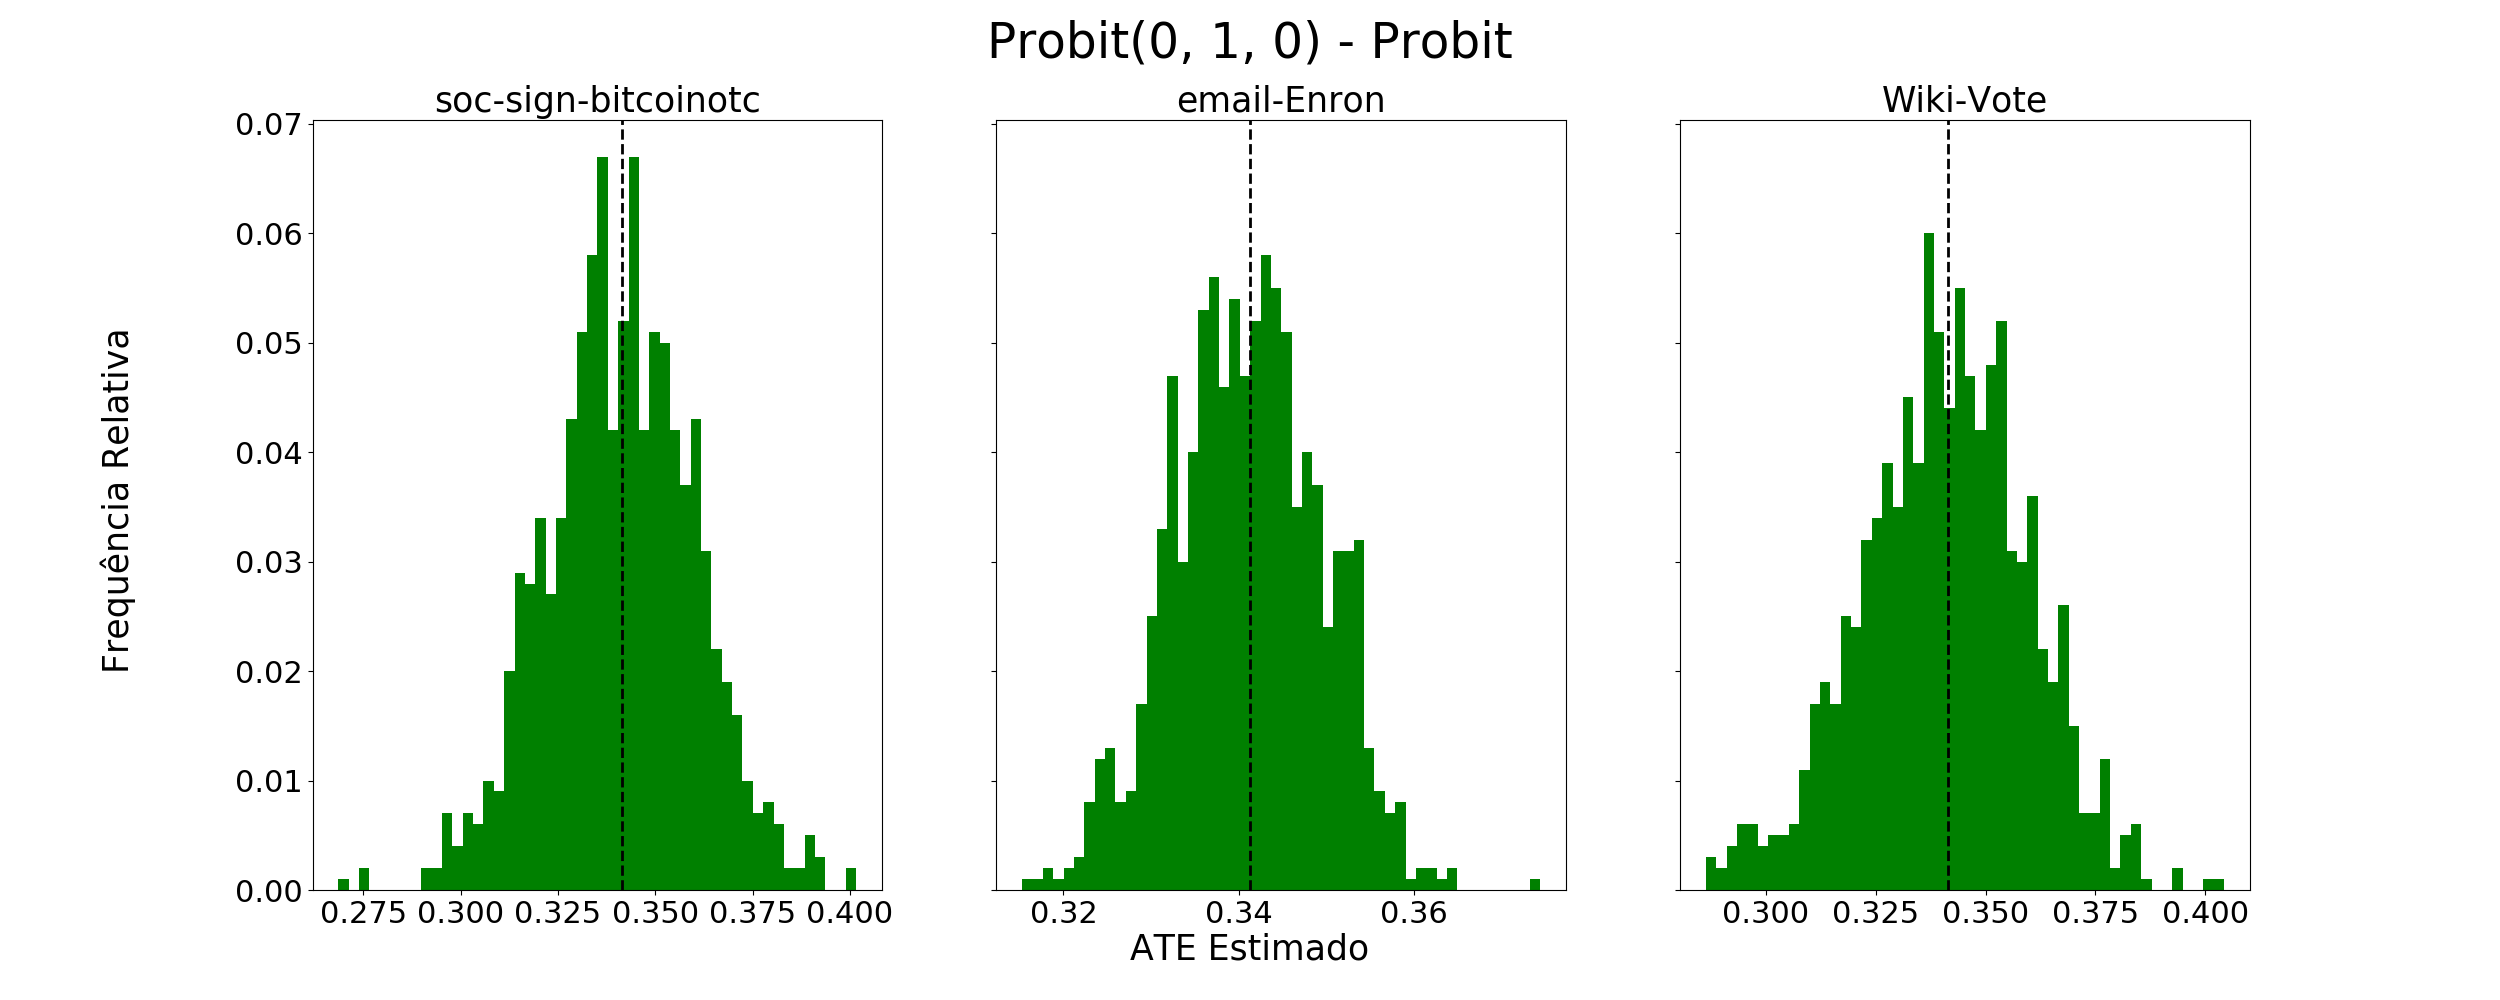 Probit(0, 1, 0) - Probit
soc-sign-bitcoinotc
email-Enron
Wiki-Vote
Frequência Relativa
0.07
0.06
0.05
0.04
0.03
0.02
0.01
0.00
0.275 0.300 0.325 0.350 0.375 0.400
0.32 0.34 0.36
0.300 0.325 0.350 0.375 0.400
ATE Estimado